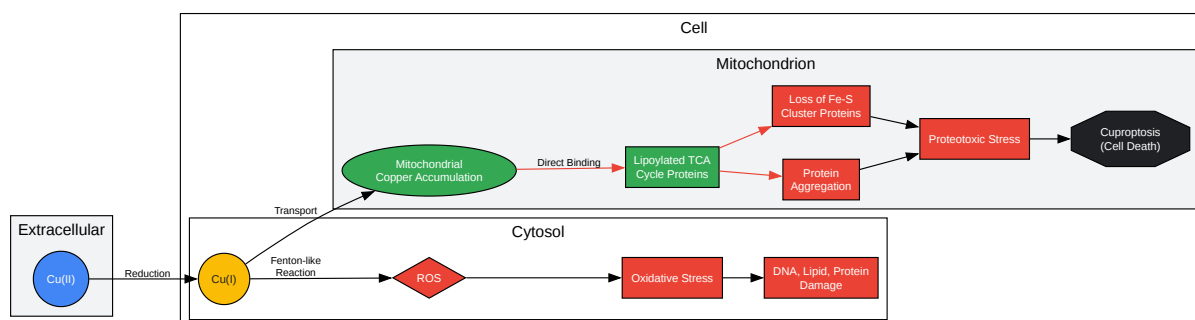 Cell
Mitochondrion
Loss of Fe-S
Cluster Proteins
Proteotoxic Stress
Cuproptosis
(Cell Death)
Mitochondrial
Copper Accumulation
Direct Binding
Lipoylated TCA
Cycle Proteins
Protein
Aggregation
Transport
Extracellular
Cu(II)
Reduction
Cytosol
Cu(I)
Fenton-like
Reaction
ROS
Oxidative Stress
DNA, Lipid, Protein
Damage